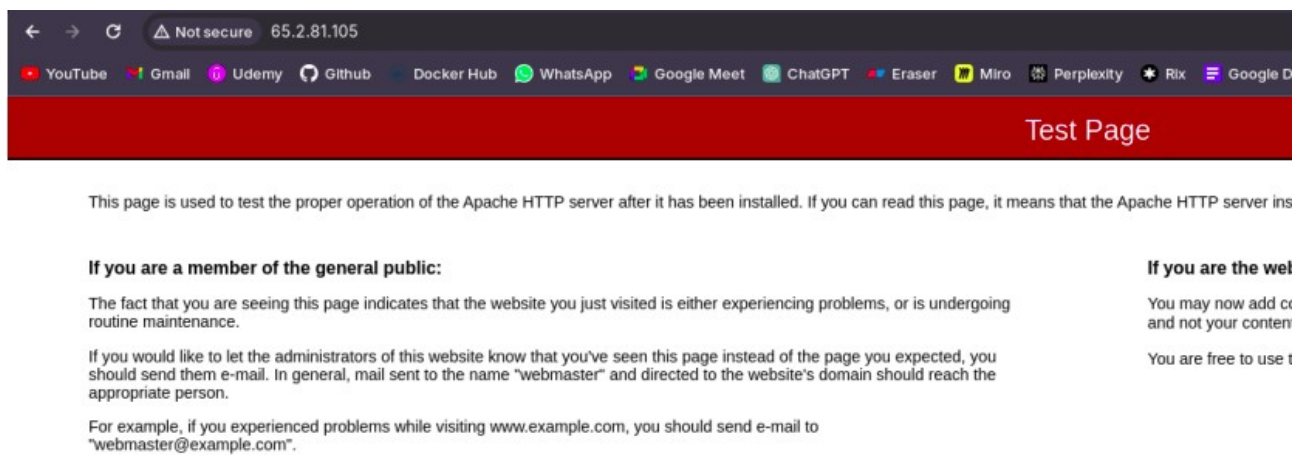 Not secure 65.2.81.105
YouTube Gmail Udemy Github Docker Hub WhatsApp Google Meet ChatGPT Eraser Miro Perplexity Rix Google D
Test Page
This page is used to test the proper operation of the Apache HTTP server after it has been installed. If you can read this page, it means that the Apache HTTP server ins
If you are a member of the general public:
The fact that you are seeing this page indicates that the website you just visited is either experiencing problems, or is undergoing
routine maintenance.
If you would like to let the administrators of this website know that you've seen this page instead of the page you expected, you
should send them e-mail. In general, mail sent to the name "webmaster" and directed to the website's domain should reach the
appropriate person.
For example, if you experienced problems while visiting www.example.com, you should send e-mail to
"webmaster@example.com".
If you are the web
You may now add co
and not your content
You are free to use t